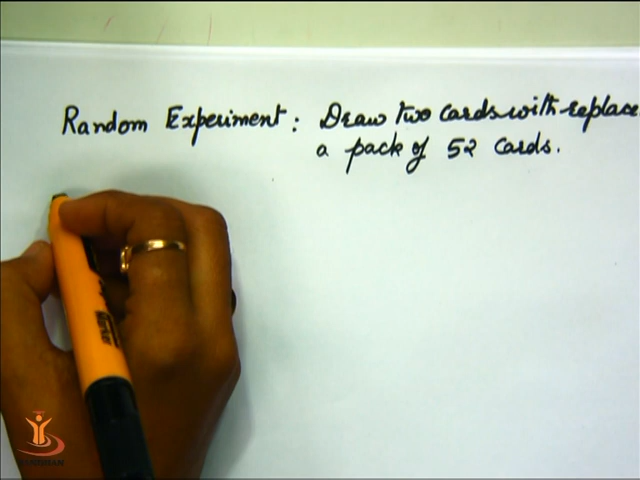 Random Experiment: Draw two cards with replace
a pack of 52 cards.